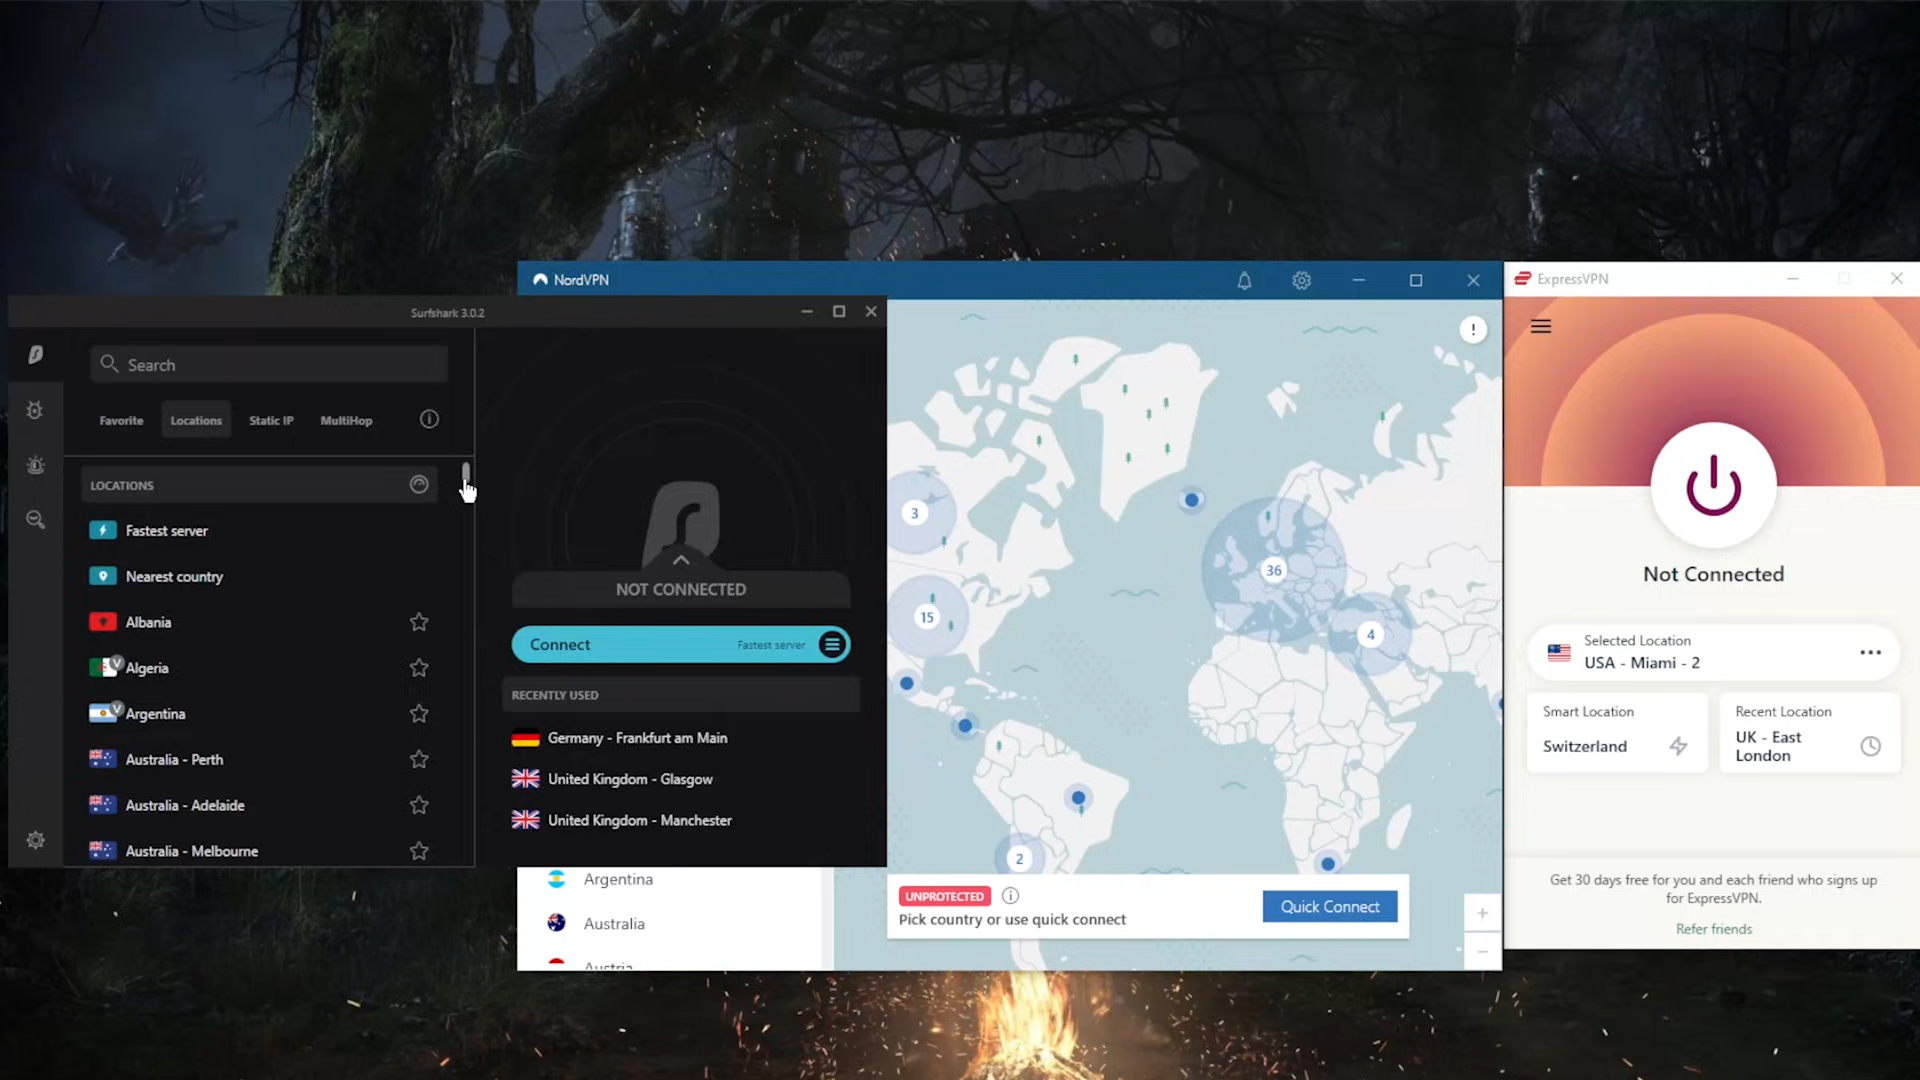 NordVPN
ExpressVPN
Surfshark 3.0.2
Search
Favorite
Locations
Static IP
MultiHop
LOCATIONS
Fastest server
Nearest country
Albania
V
Algeria
V
Argentina
Australia - Perth
Australia - Adelaide
Australia - Melbourne
NOT CONNECTED
Connect
Fastest server
RECENTLY USED
Germany - Frankfurt am Main
United Kingdom - Glasgow
United Kingdom - Manchester
Argentina
Australia
Austria
!
3
36
15
4
2
UNPROTECTED
Pick country or use quick connect
Quick Connect
Not Connected
Selected Location
USA - Miami - 2
Smart Location
Switzerland
Recent Location
UK - East
London
Get 30 days free for you and each friend who signs up
for ExpressVPN.
Refer friends